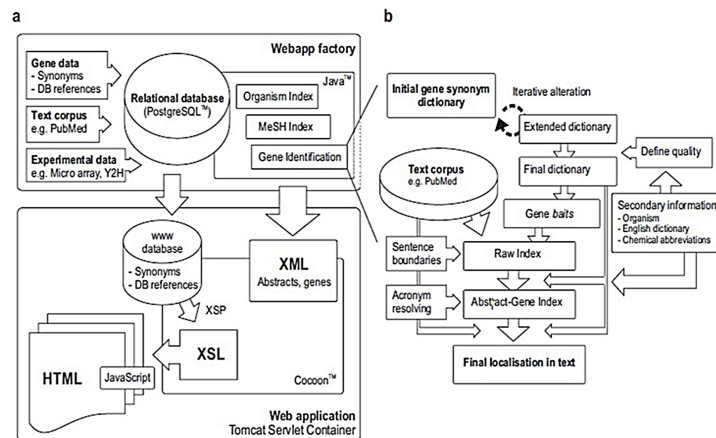 a
Webapp factory
Gene data
- Synonyms
- DB references
Text corpus
e.g. PubMed
Experimental data
e.g. Micro array, Y2H
Relational database
(PostgreSQL™)
Java™
Organism Index
MeSH Index
Gene Identification
www
database
- Synonyms
- DB references
XML
Abstracts, genes
XSP
XSL
HTML
JavaScript
Cocoon™
Web application
Tomcat Servlet Container
b
Initial gene synonym
dictionary
Iterative alteration
Extended dictionary
Final dictionary
Define quality
Text corpus
e.g. PubMed
Gene baits
Secondary information
- Organism
- English dictionary
- Chemical abbreviations
Sentence
boundaries
Raw Index
Acronym
resolving
Abstract-Gene Index
Final localisation in text